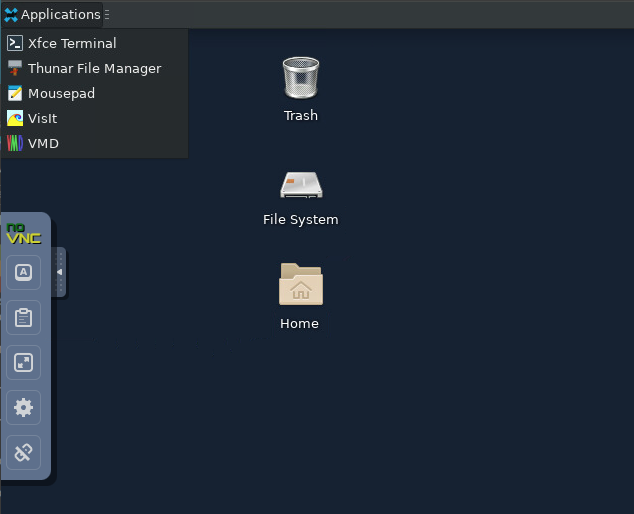 Applications
Xfce Terminal
Thunar File Manager
Mousepad
VisIt
VMD
Trash
File System
Home
no
VNC
A